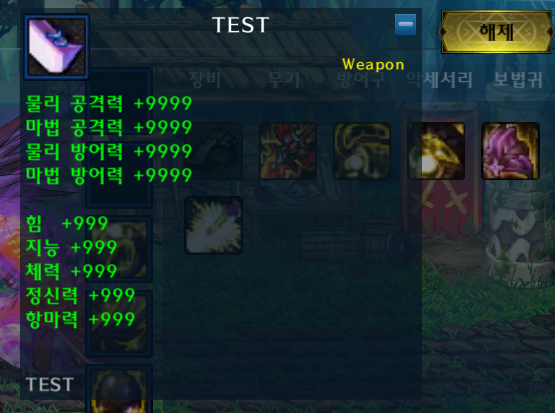 TEST
해제
Weapon
장비 무기 방어구 악세서리 보법귀
물리 공격력 +9999
마법 공격력 +9999
물리 방어력 +9999
마법 방어력 +9999
힘 +999
지능 +999
체력 +999
정신력 +999
항마력 +999
TEST